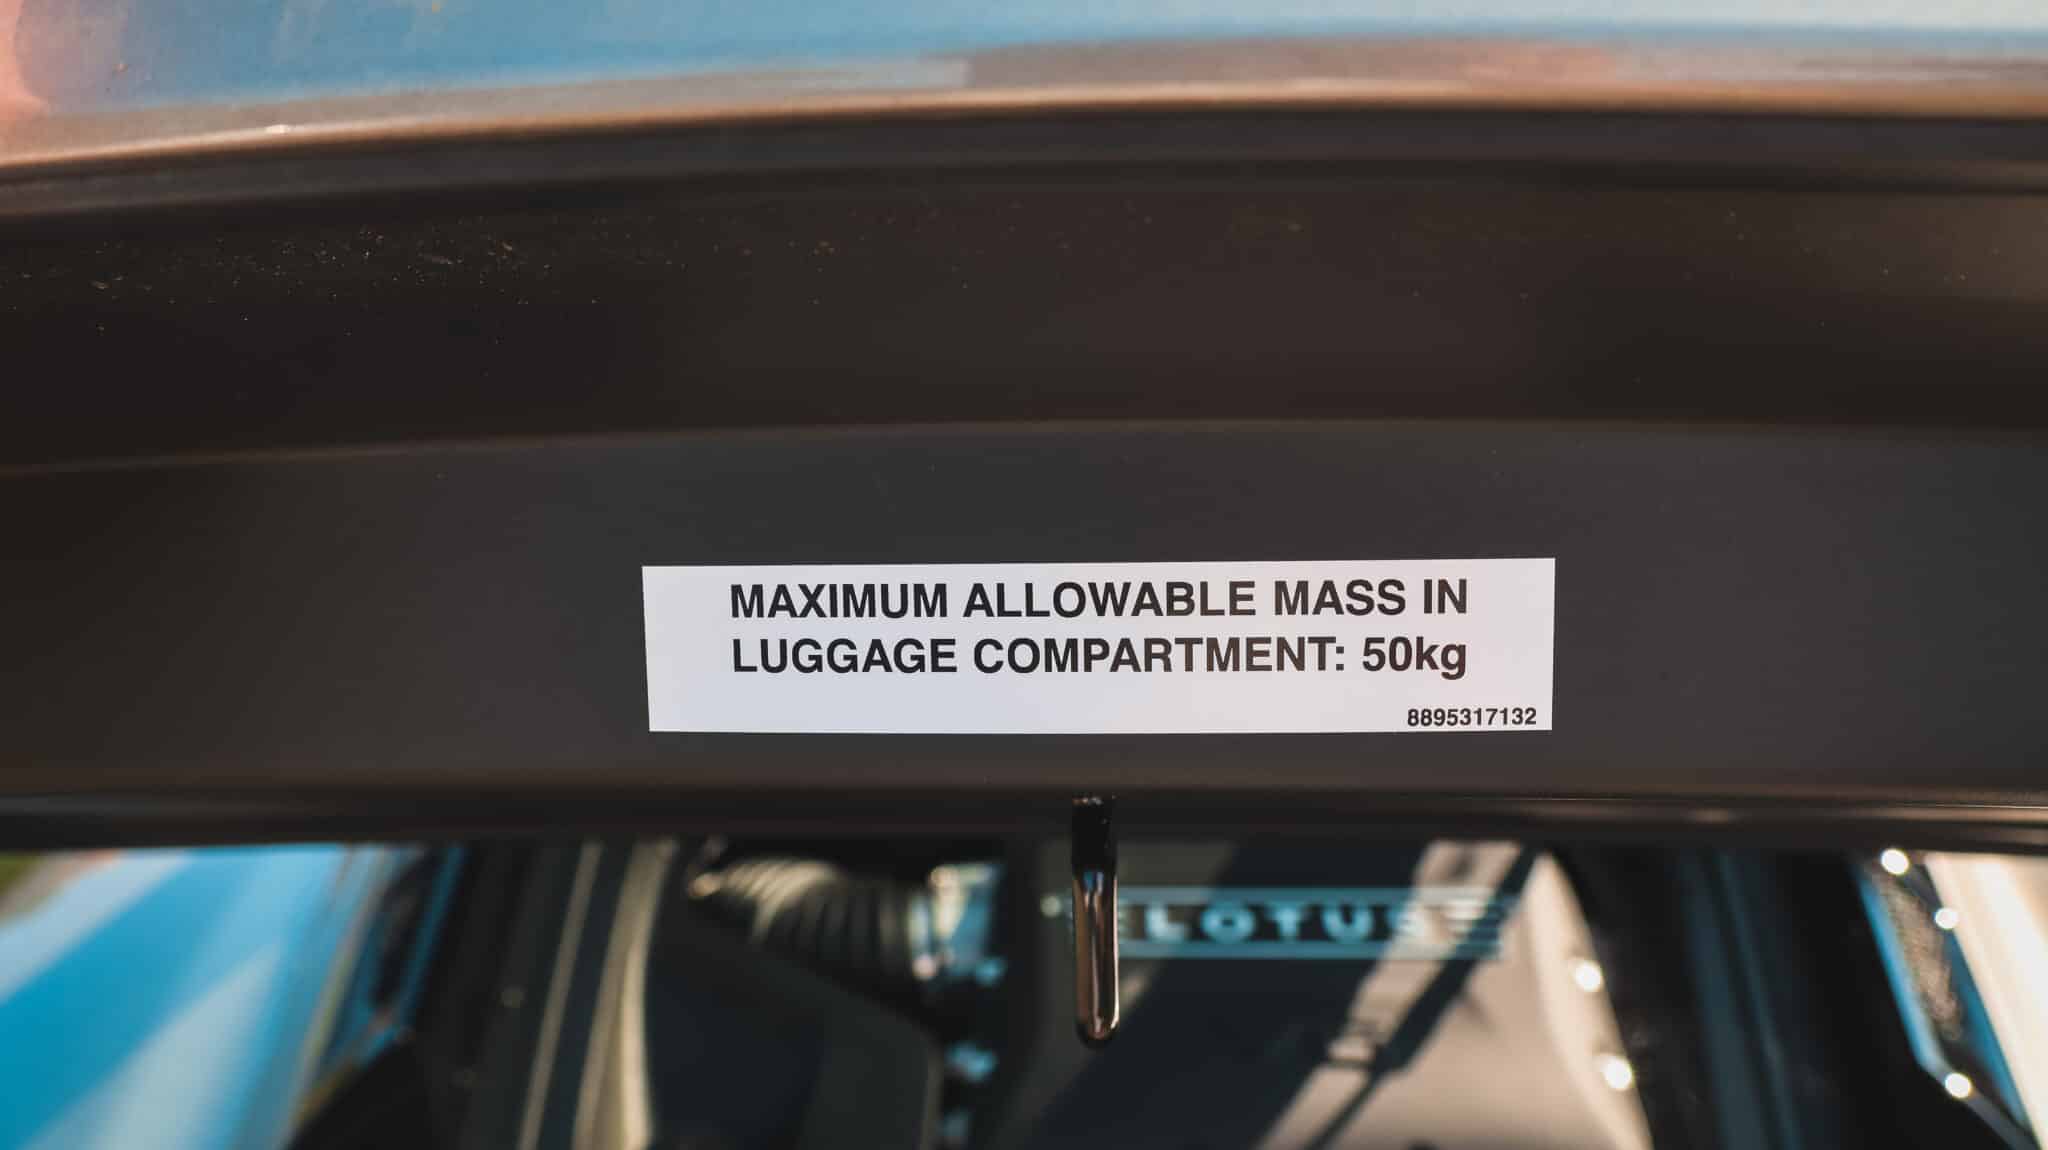 MAXIMUM ALLOWABLE MASS IN
LUGGAGE COMPARTMENT: 50kg
8895317132
LOTUS